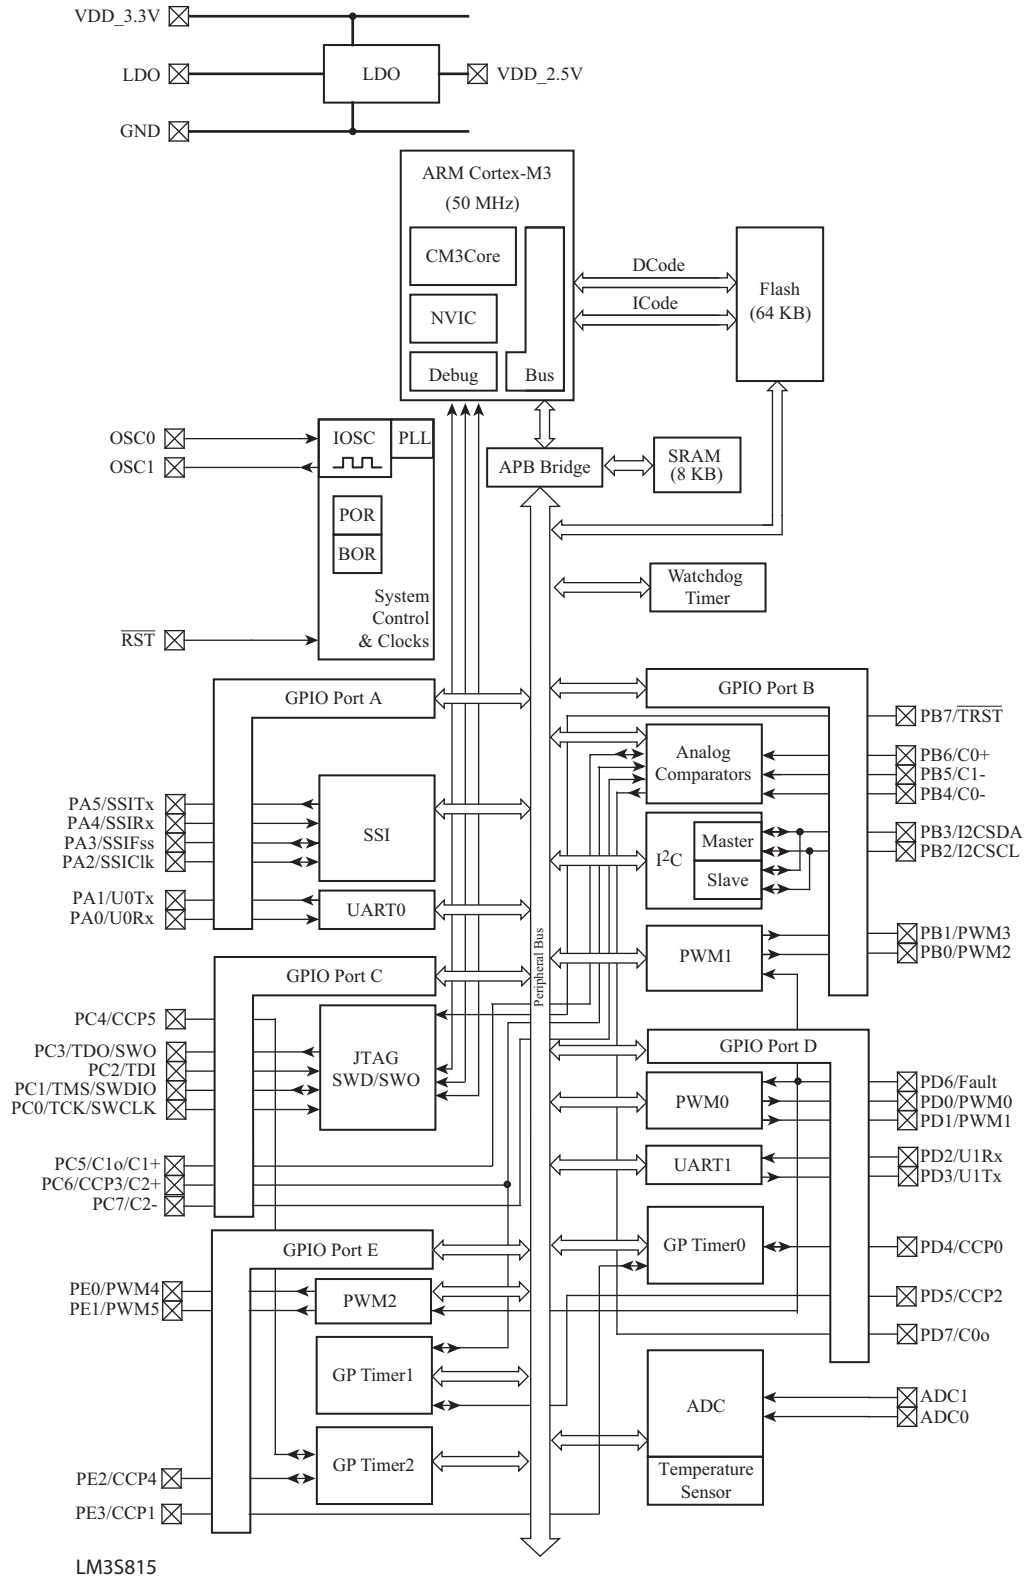 VDD_3.3V
LDO
LDO
VDD_2.5V
GND
ARM Cortex-M3
(50 MHz)
CM3Core
NVIC
Debug
Bus
DCode
ICode
Flash
(64 KB)
OSC0
OSC1
IOSC
PLL
POR
BOR
System
Control
& Clocks
RST
APB Bridge
SRAM
(8 KB)
Watchdog
Timer
Peripheral Bus
GPIO Port A
PA5/SSITx
PA4/SSIRx
PA3/SSIFss
PA2/SSIClk
SSI
PA1/U0Tx
PA0/U0Rx
UART0
GPIO Port B
PB7/TRST
Analog
Comparators
PB6/C0+
PB5/C1-
PB4/C0-
I²C
Master
Slave
PB3/I2CSDA
PB2/I2CSCL
PWM1
PB1/PWM3
PB0/PWM2
GPIO Port C
PC4/CCP5
PC3/TDO/SWO
PC2/TDI
PC1/TMS/SWDIO
PC0/TCK/SWCLK
JTAG
SWD/SWO
PC5/C1o/C1+
PC6/CCP3/C2+
PC7/C2-
GPIO Port D
PWM0
PD6/Fault
PD0/PWM0
PD1/PWM1
UART1
PD2/U1Rx
PD3/U1Tx
GP Timer0
PD4/CCP0
PD5/CCP2
PD7/C0o
GPIO Port E
PE0/PWM4
PE1/PWM5
PWM2
GP Timer1
GP Timer2
PE2/CCP4
PE3/CCP1
ADC
Temperature
Sensor
ADC1
ADC0
LM3S815